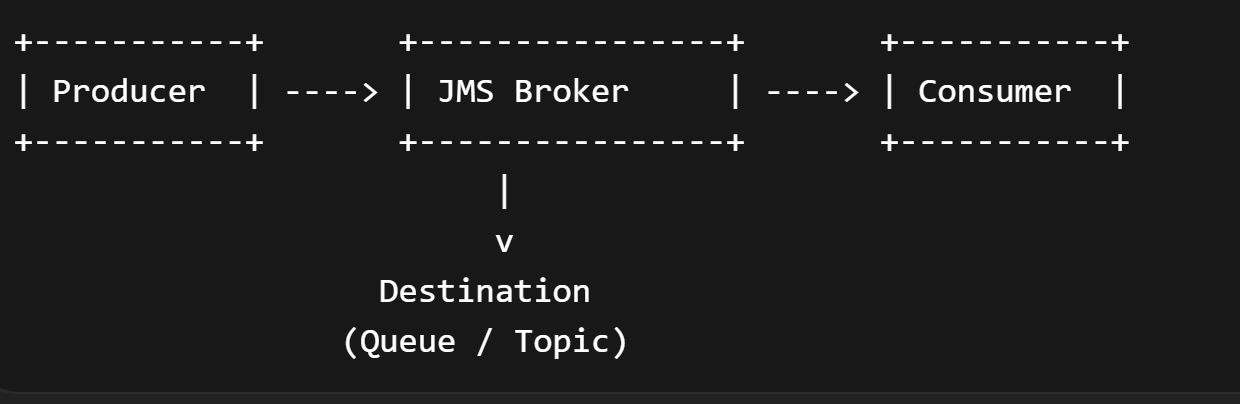 +-----------+       +----------------+       +-----------+
| Producer  | ----> | JMS Broker     | ----> | Consumer  |
+-----------+       +----------------+       +-----------+
                         |
                         v
                   Destination
                 (Queue / Topic)